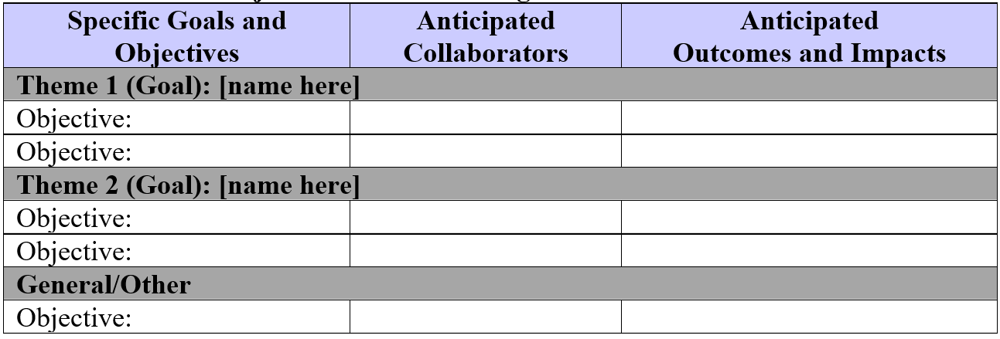 Specific Goals and Objectives
Anticipated Collaborators
Anticipated Outcomes and Impacts
Theme 1 (Goal): [name here]
Objective:
Objective:
Theme 2 (Goal): [name here]
Objective:
Objective:
General/Other
Objective: